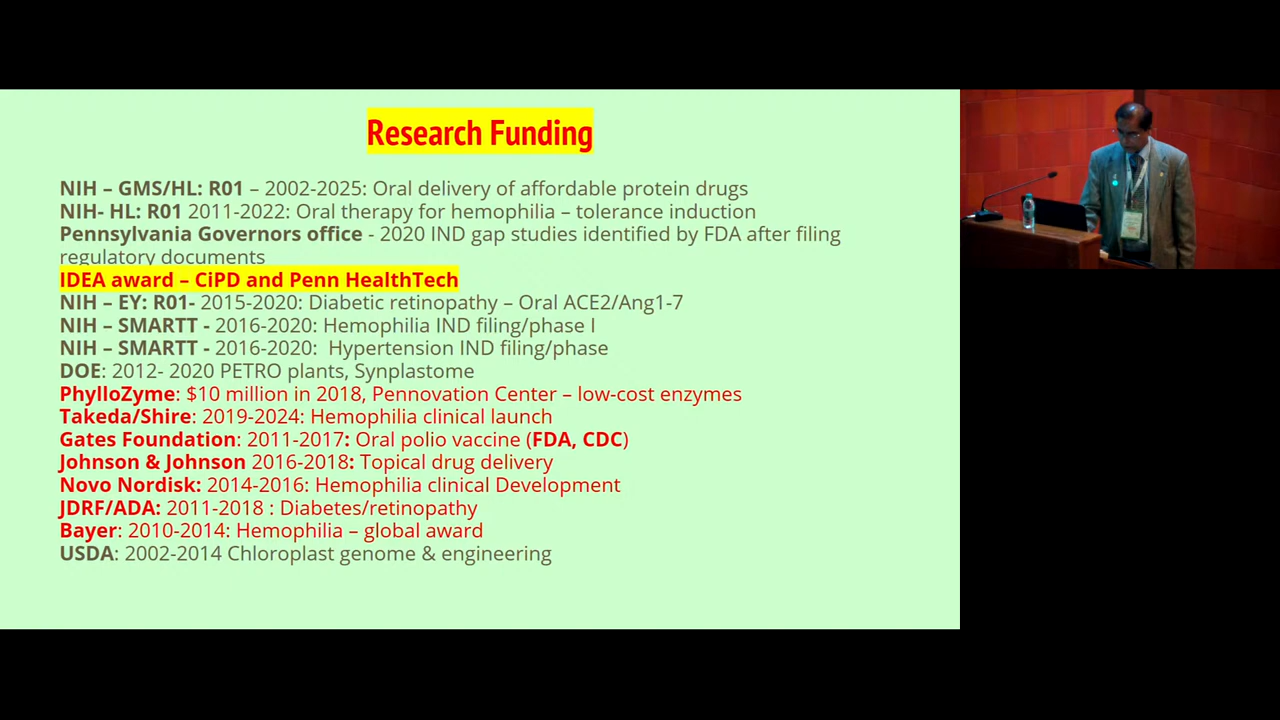 Research Funding
NIH – GMS/HL: R01 – 2002-2025: Oral delivery of affordable protein drugs
NIH- HL: R01 2011-2022: Oral therapy for hemophilia – tolerance induction
Pennsylvania Governors office - 2020 IND gap studies identified by FDA after filing
regulatory documents
IDEA award – CiPD and Penn HealthTech
NIH – EY: R01- 2015-2020: Diabetic retinopathy – Oral ACE2/Ang1-7
NIH – SMARTT - 2016-2020: Hemophilia IND filing/phase I
NIH – SMARTT - 2016-2020:  Hypertension IND filing/phase
DOE: 2012- 2020 PETRO plants, Synplastome
PhylloZyme: $10 million in 2018, Pennovation Center – low-cost enzymes
Takeda/Shire: 2019-2024: Hemophilia clinical launch
Gates Foundation: 2011-2017: Oral polio vaccine (FDA, CDC)
Johnson & Johnson 2016-2018: Topical drug delivery
Novo Nordisk: 2014-2016: Hemophilia clinical Development
JDRF/ADA: 2011-2018 : Diabetes/retinopathy
Bayer: 2010-2014: Hemophilia – global award
USDA: 2002-2014 Chloroplast genome & engineering